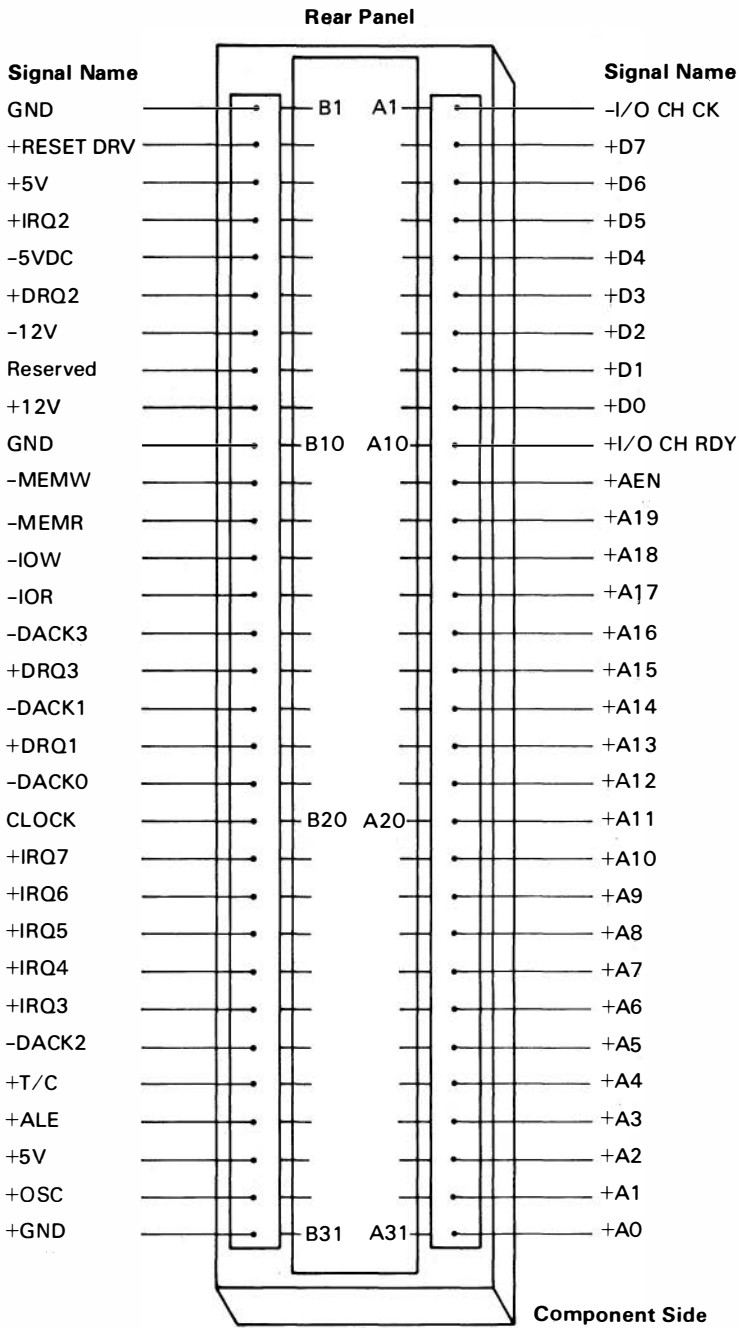 Rear Panel
Signal Name Signal Name
GND B1 A1 -I/O CH CK
+RESET DRV +D7
+5V +D6
+IRQ2 +D5
-5VDC +D4
+DRQ2 +D3
-12V +D2
Reserved +D1
+12V +D0
GND B10 A10 +I/O CH RDY
-MEMW +AEN
-MEMR +A19
-IOW +A18
-IOR +A17
-DACK3 +A16
+DRQ3 +A15
-DACK1 +A14
+DRQ1 +A13
-DACK0 +A12
CLOCK B20 A20 +A11
+IRQ7 +A10
+IRQ6 +A9
+IRQ5 +A8
+IRQ4 +A7
+IRQ3 +A6
-DACK2 +A5
+T/C +A4
+ALE +A3
+5V +A2
+OSC +A1
+GND B31 A31 +A0
Component Side